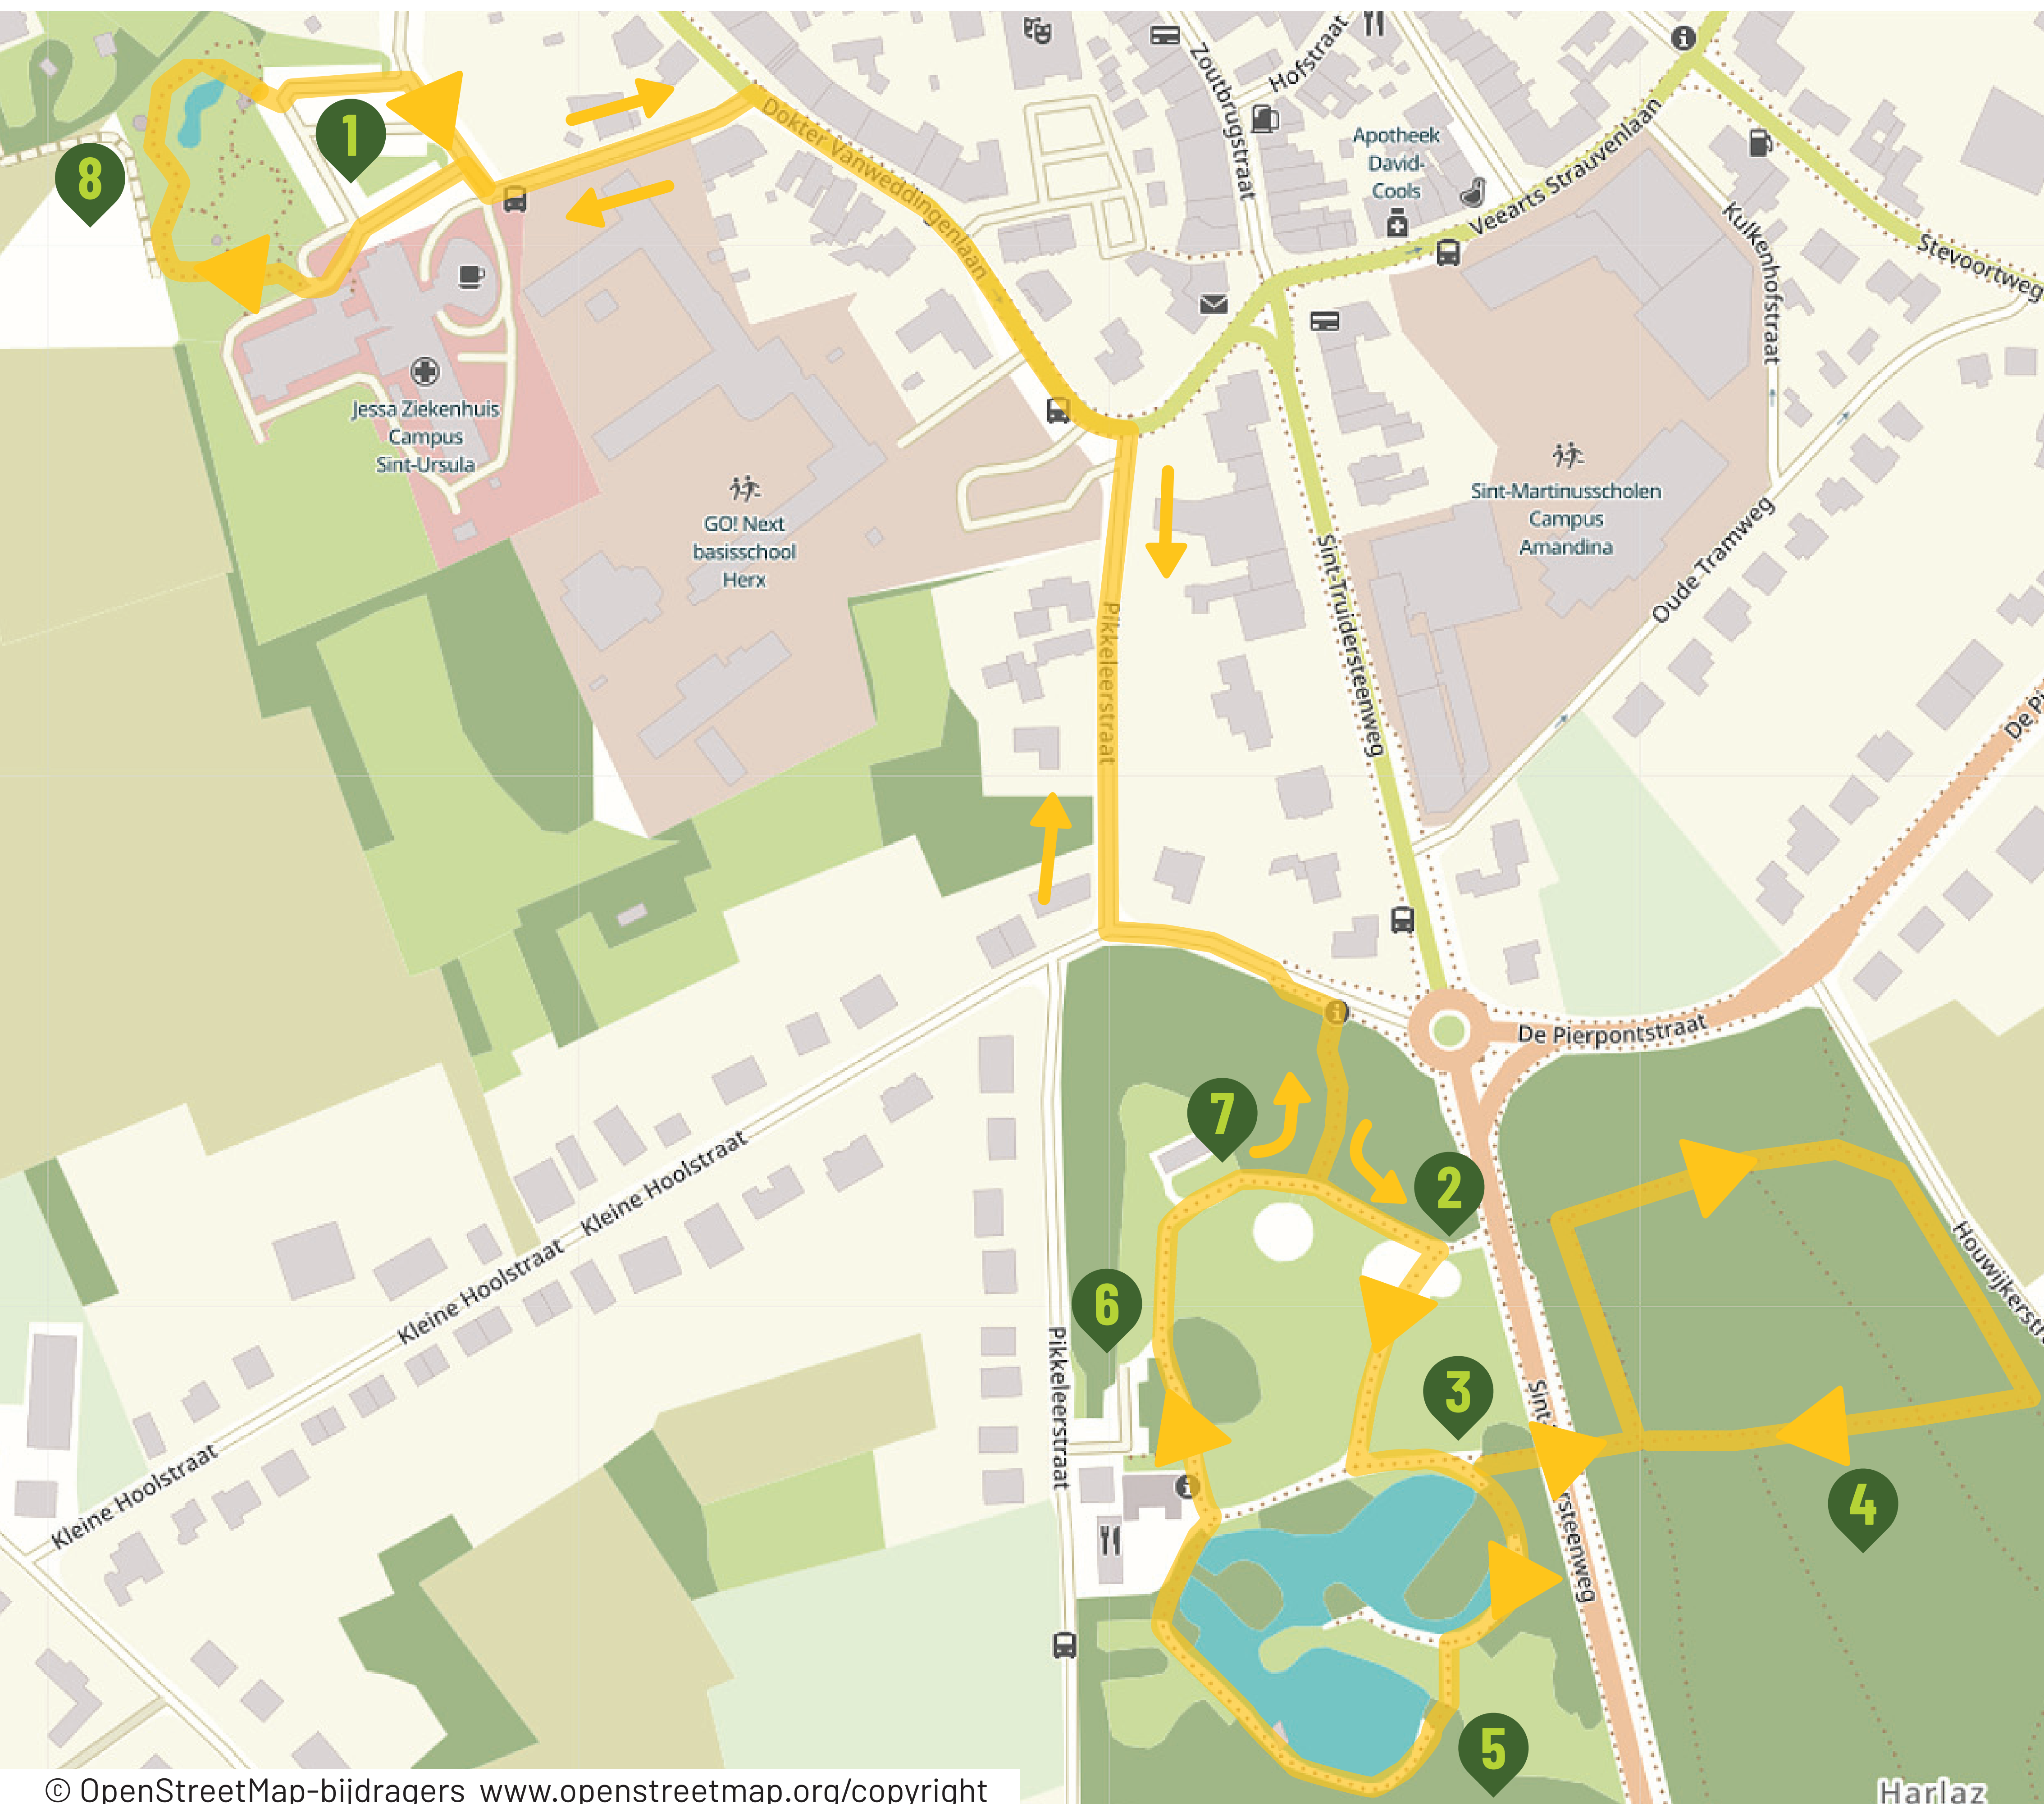 Zoutbrugstraat
Hofstraat
Dokter Vanweddingenlaan
Apotheek
David-
Cools
Veearts Strauvenlaan
Kulkenhofstraat
Stevoortweg
1
8
Jessa Ziekenhuis
Campus
Sint-Ursula
GO! Next
basisschool
Herx
Sint-Martinusscholen
Campus
Amandina
Oude Tramweg
Sint-Truidersteenweg
Pikkeleerstraat
De Pi
De Pierpontstraat
7
2
Kleine Hoolstraat
Kleine Hoolstraat
Kleine Hoolstraat
Houwijkerstr
6
Pikkeleerstraat
3
Sint-
rsteenweg
4
5
Harlaz
© OpenStreetMap-bijdragers www.openstreetmap.org/copyright